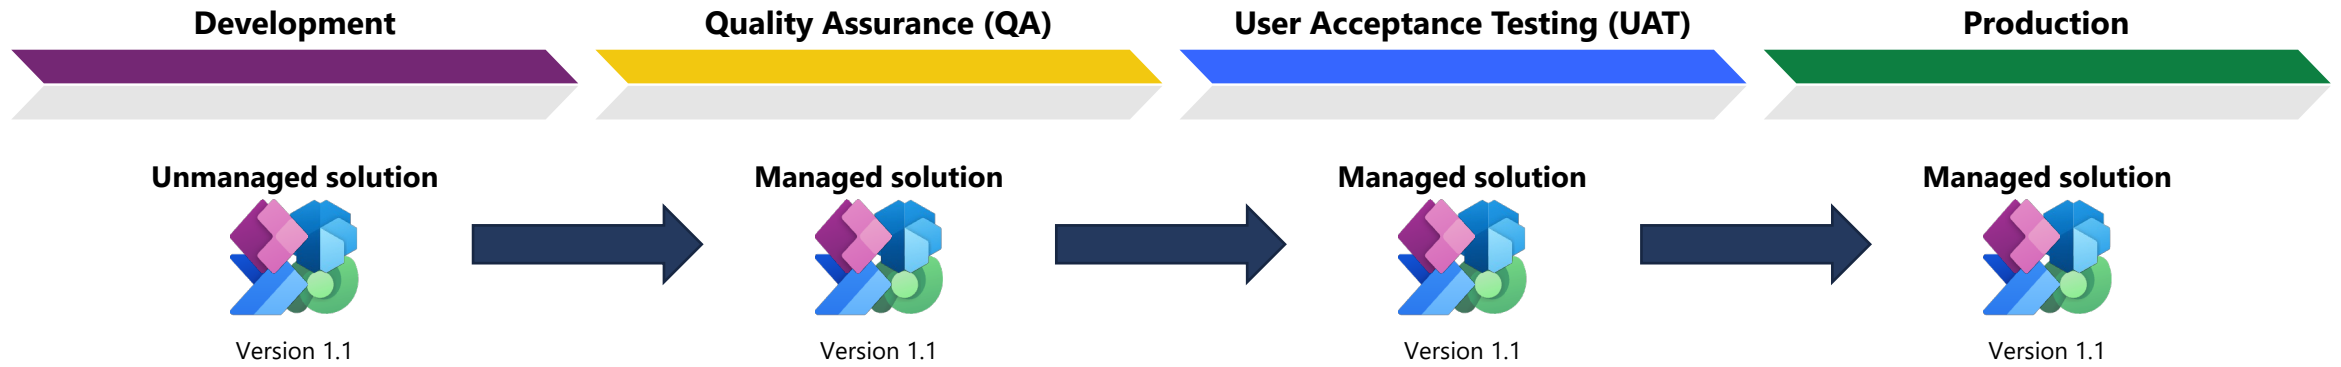 Development
Quality Assurance (QA)
User Acceptance Testing (UAT)
Production
Unmanaged solution
Managed solution
Managed solution
Managed solution
Version 1.1
Version 1.1
Version 1.1
Version 1.1